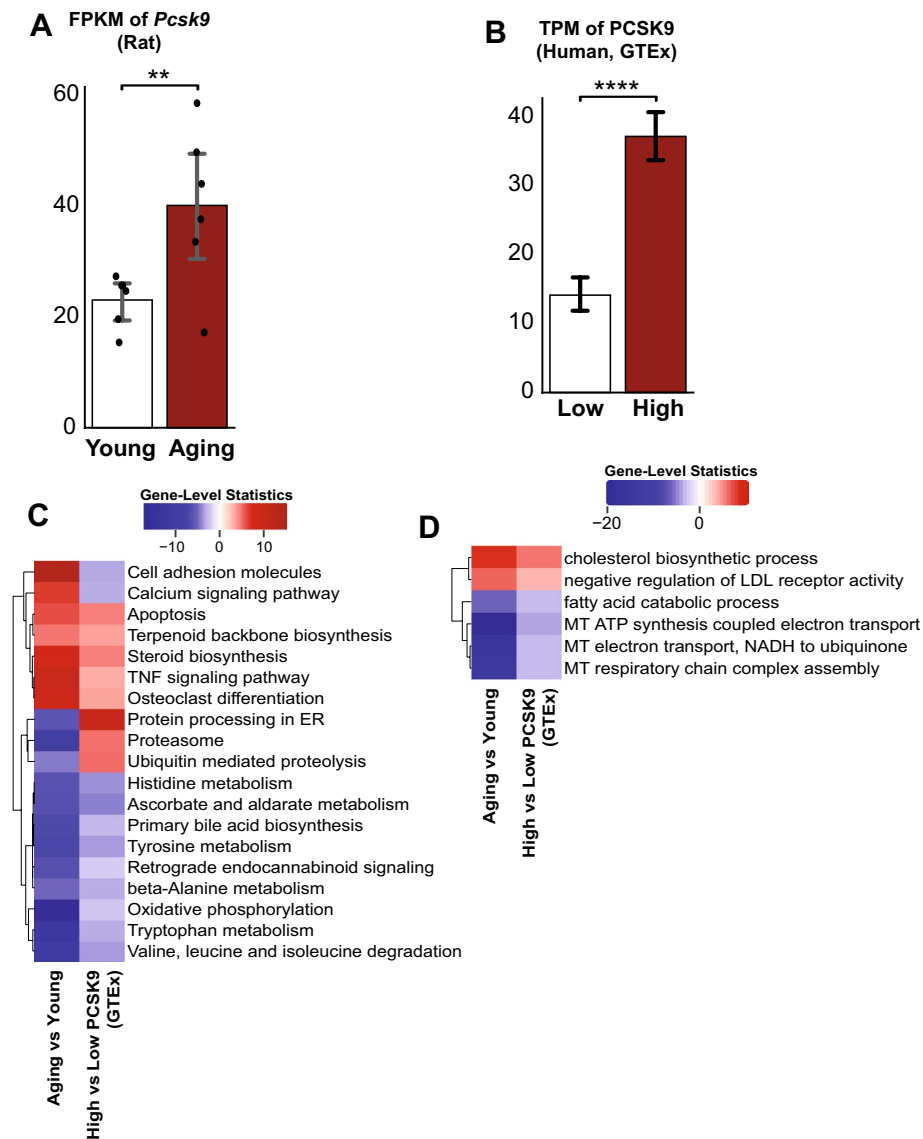 A
FPKM of Pcsk9
(Rat)
**
60
40
20
0
Young Aging
B
TPM of PCSK9
(Human, GTEx)
****
40
30
20
10
0
Low High
C
Gene-Level Statistics
−10 0 10
Cell adhesion molecules
Calcium signaling pathway
Apoptosis
Terpenoid backbone biosynthesis
Steroid biosynthesis
TNF signaling pathway
Osteoclast differentiation
Protein processing in ER
Proteasome
Ubiquitin mediated proteolysis
Histidine metabolism
Ascorbate and aldarate metabolism
Primary bile acid biosynthesis
Tyrosine metabolism
Retrograde endocannabinoid signaling
beta-Alanine metabolism
Oxidative phosphorylation
Tryptophan metabolism
Valine, leucine and isoleucine degradation
Aging vs Young
High vs Low PCSK9
(GTEx)
D
Gene-Level Statistics
−20 0
cholesterol biosynthetic process
negative regulation of LDL receptor activity
fatty acid catabolic process
MT ATP synthesis coupled electron transport
MT electron transport, NADH to ubiquinone
MT respiratory chain complex assembly
Aging vs Young
High vs Low PCSK9
(GTEx)